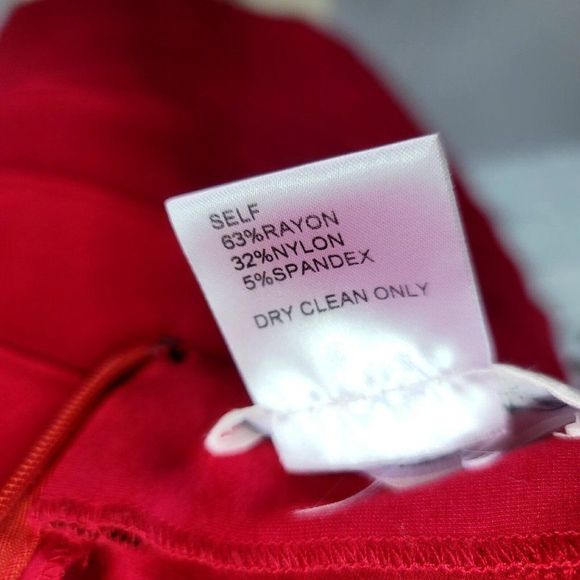 SELF
63%RAYON
32%NYLON
5%SPANDEX
DRY CLEAN ONLY